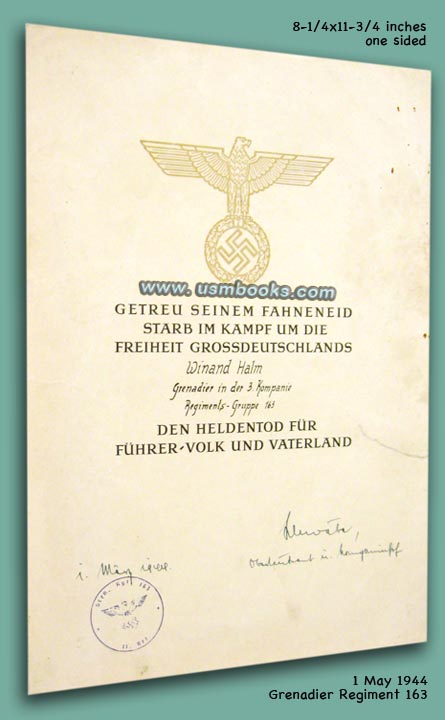 8-1/4x11-3/4 inches
one sided
www.usmbooks.com
GETREU SEINEM FAHNENEID
STARB IM KAMPF UM DIE
FREIHEIT GROSSDEUTSCHLANDS
Winand Halm
Grenadier in der 3. Kompanie
Regiments-Gruppe 163
DEN HELDENTOD FÜR
FÜHRER-VOLK UND VATERLAND
Oberleutnant u. Kompaniechef
1. März 1944
1 May 1944
Grenadier Regiment 163